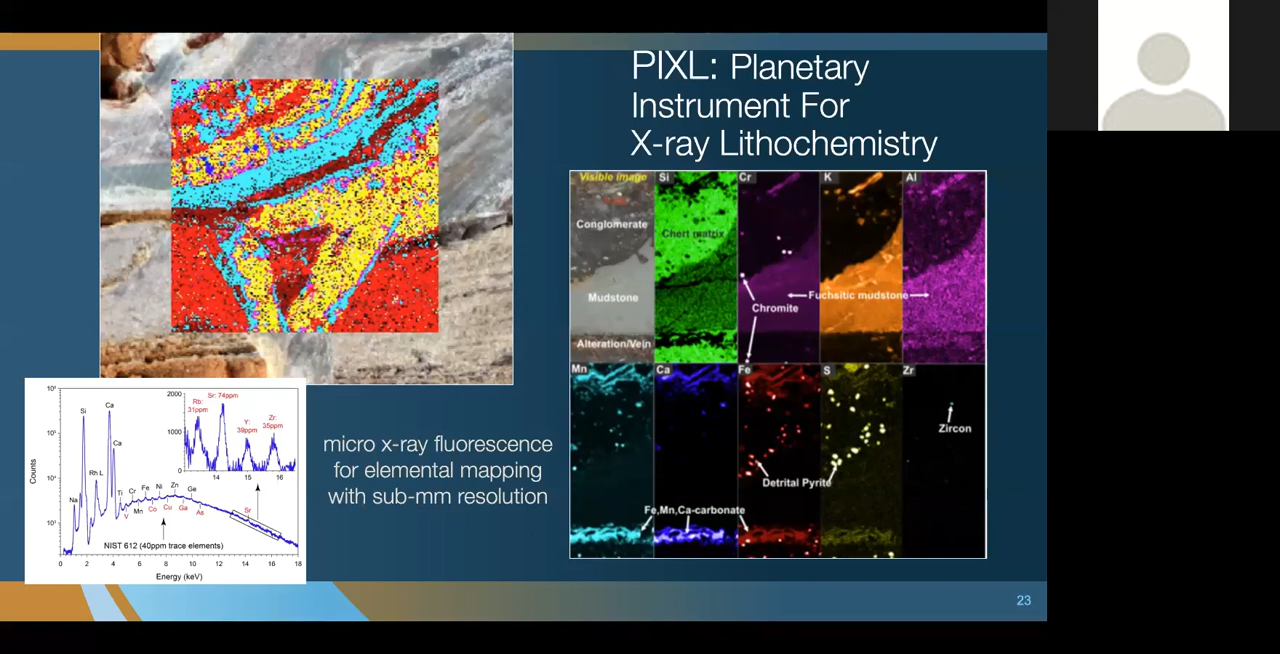 PIXL: Planetary
Instrument For
X-ray Lithochemistry
Visible image
Si
Cr
K
Al
Conglomerate
Chert matrix
Mudstone
Fuchsitic mudstone
Chromite
Alteration/Vein
Mn
Ca
Fe
S
Zr
Zircon
Detrital Pyrite
Fe,Mn,Ca-carbonate
micro x-ray fluorescence
for elemental mapping
with sub-mm resolution
Counts
Na
Si
Rh L
Ca
Ca
Ti
V
Cr
Mn
Fe
Co
Ni
Cu
Zn
Ga
Ge
As
Sr
2000
1000
0
Rb:
31ppm
Sr: 74ppm
Y:
39ppm
Zr:
35ppm
14
15
16
NIST 612 (40ppm trace elements)
0 2 4 6 8 10 12 14 16 18
Energy (keV)
23